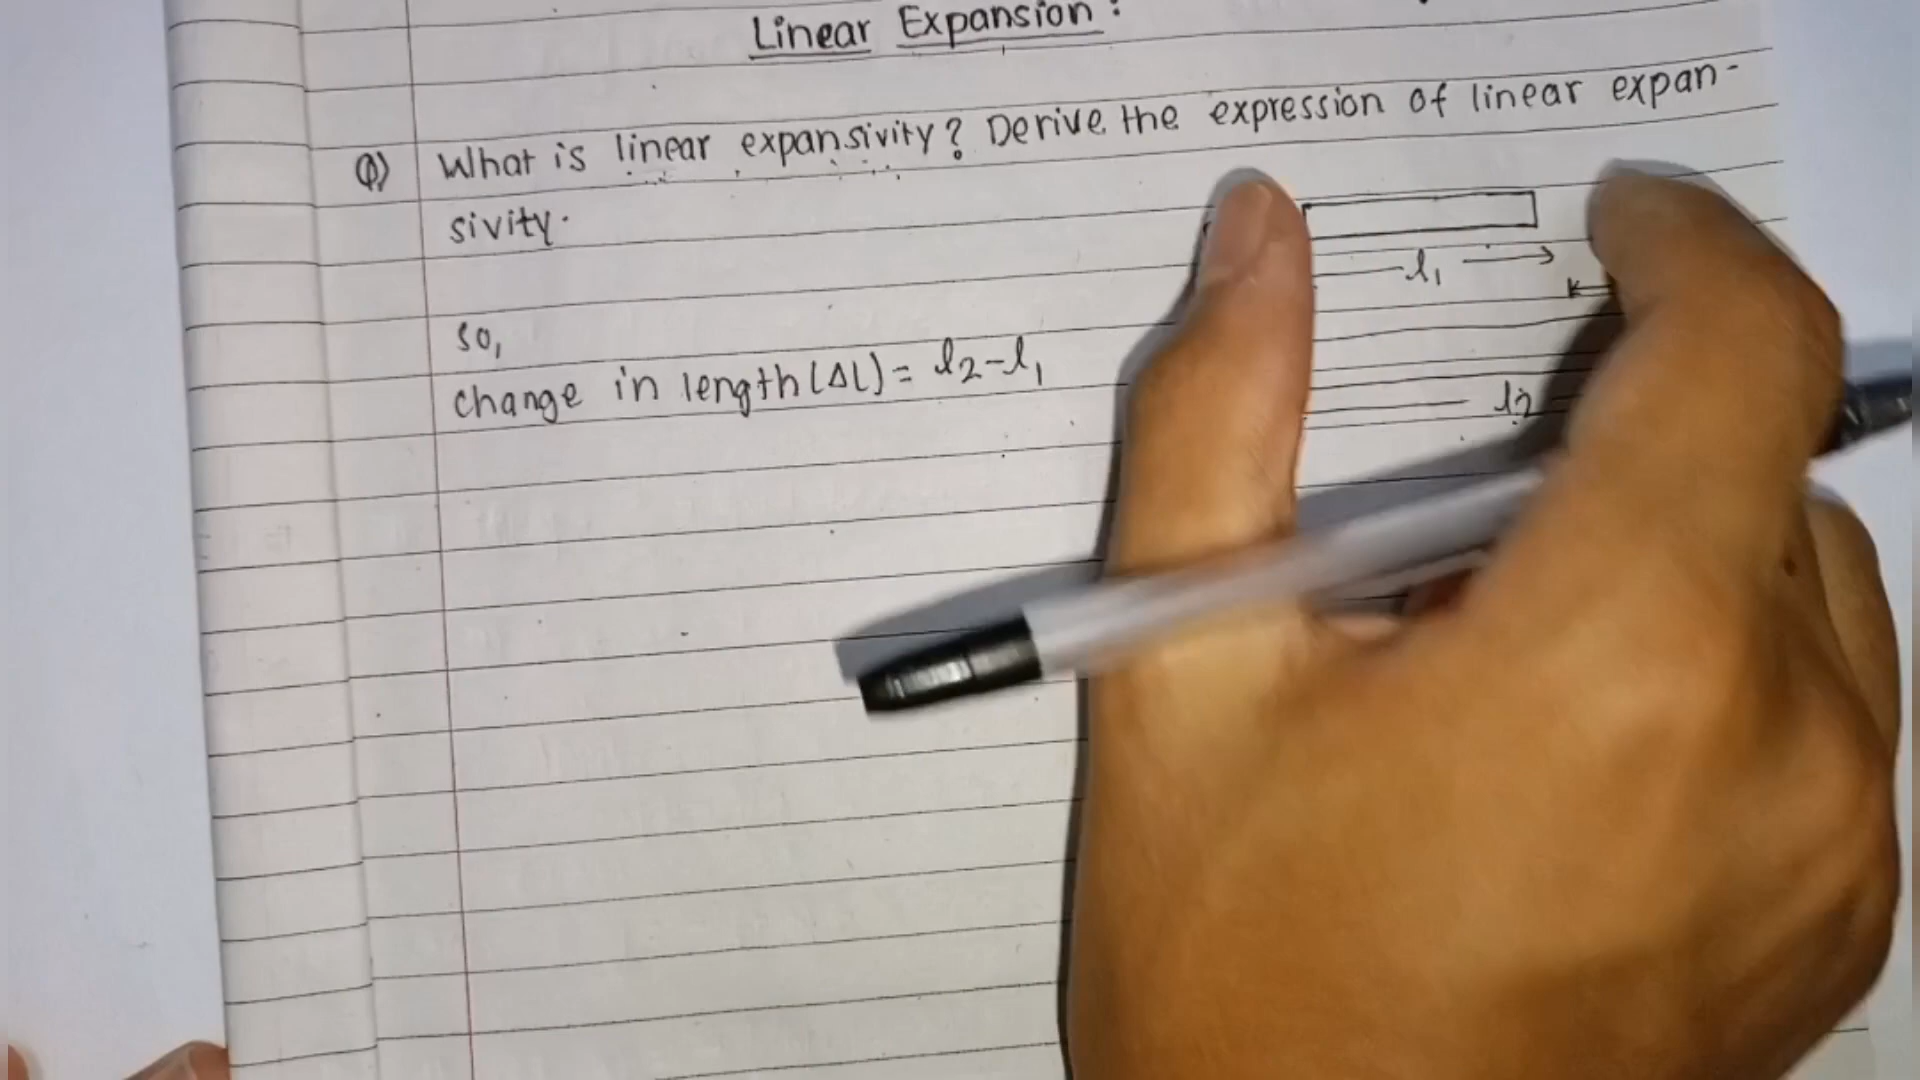 Linear Expansion:
Q) What is linear expansivity? Derive the expression of linear expan-
sivity.
l₁
so,
change in length (ΔL) = l₂-l₁
l₂